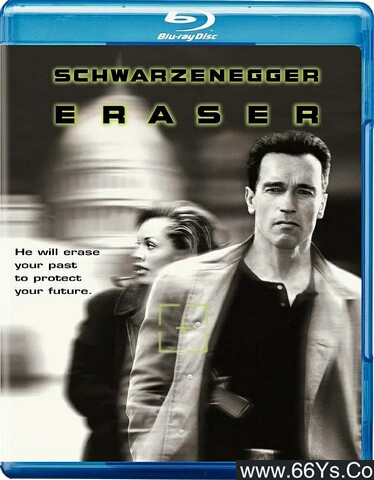 Blu-ray Disc
SCHWARZENEGGER
ERASER
He will erase
your past
to protect
your future.
www.66Ys.Co